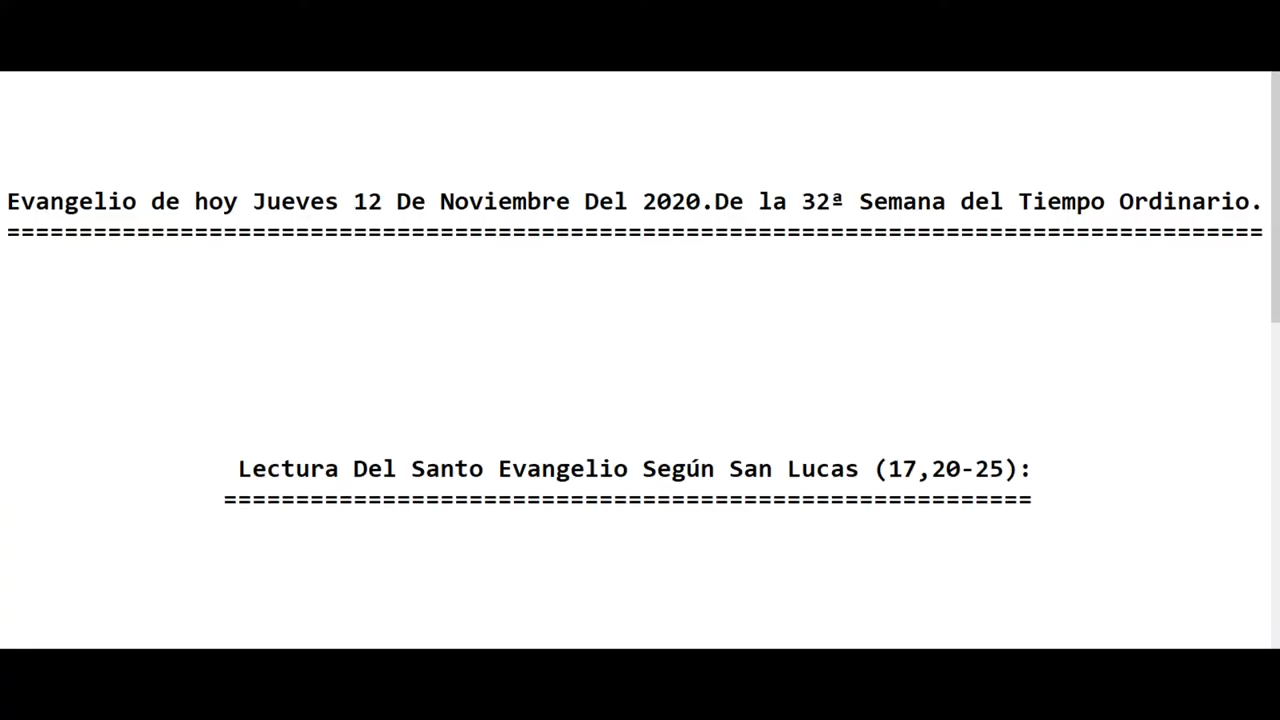 Evangelio de hoy Jueves 12 De Noviembre Del 2020.De la 32ª Semana del Tiempo Ordinario.
=======================================================================================
Lectura Del Santo Evangelio Según San Lucas (17,20-25):
========================================================